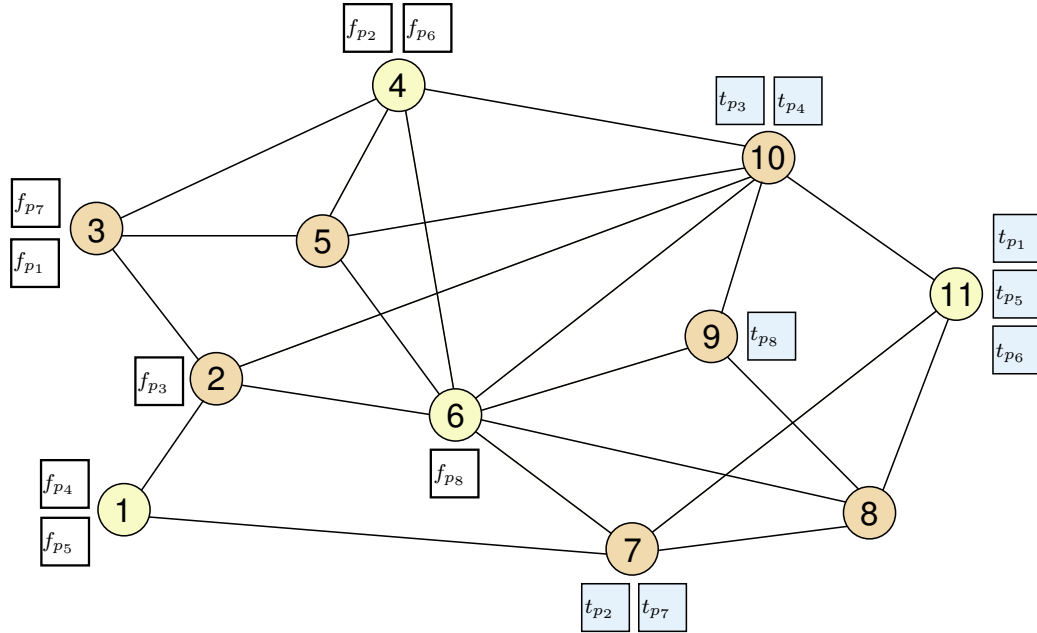 f_{p_2} f_{p_6}
4
t_{p_3} t_{p_4}
10
f_{p_7}
3
f_{p_1}
5
t_{p_1}
11
t_{p_5}
t_{p_6}
9
t_{p_8}
f_{p_3}
2
6
f_{p_8}
f_{p_4}
1
f_{p_5}
8
7
t_{p_2} t_{p_7}